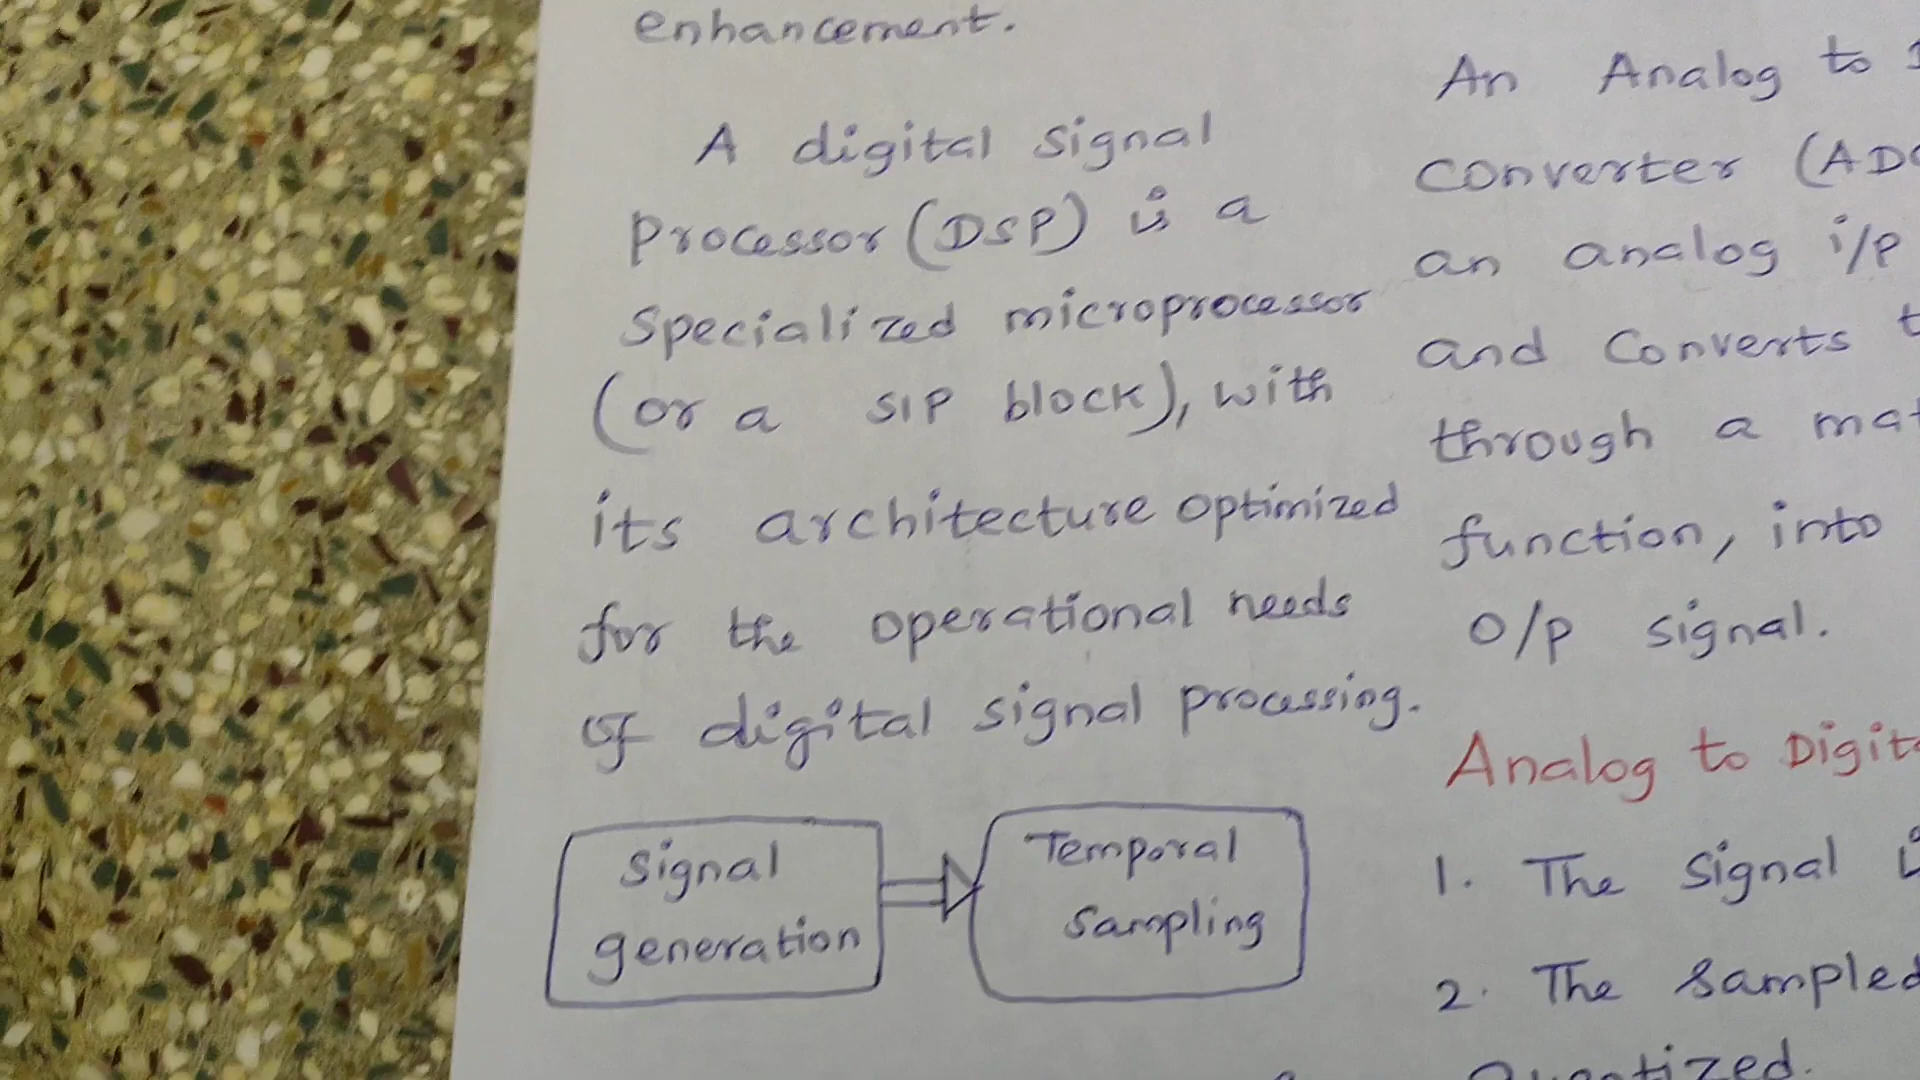 enhancement.
A digital signal
processor (DSP) is a
specialized microprocessor
(or a SIP block), with
its architecture optimized
for the operational needs
of digital signal processing.
Signal
generation
Temporal
Sampling
An Analog to
converter
an analog i/p
and converts
through a
function, into
o/p signal.
Analog to
1. The signal
2. The sampled
Quantized.